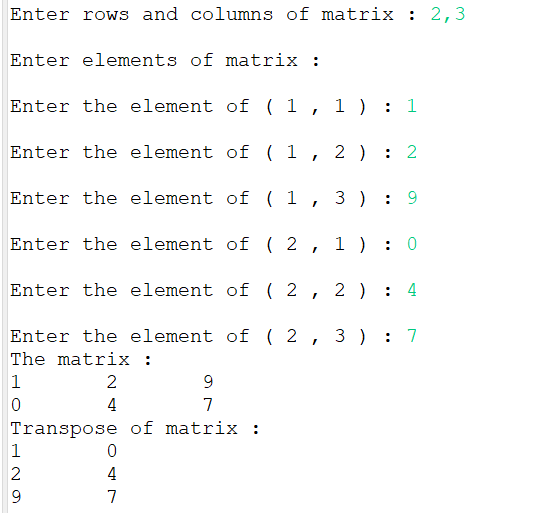 Enter rows and columns of matrix : 2,3
Enter elements of matrix :
Enter the element of ( 1 , 1 ) : 1
Enter the element of ( 1 , 2 ) : 2
Enter the element of ( 1 , 3 ) : 9
Enter the element of ( 2 , 1 ) : 0
Enter the element of ( 2 , 2 ) : 4
Enter the element of ( 2 , 3 ) : 7
The matrix :
1 2 9
0 4 7
Transpose of matrix :
1 0
2 4
9 7